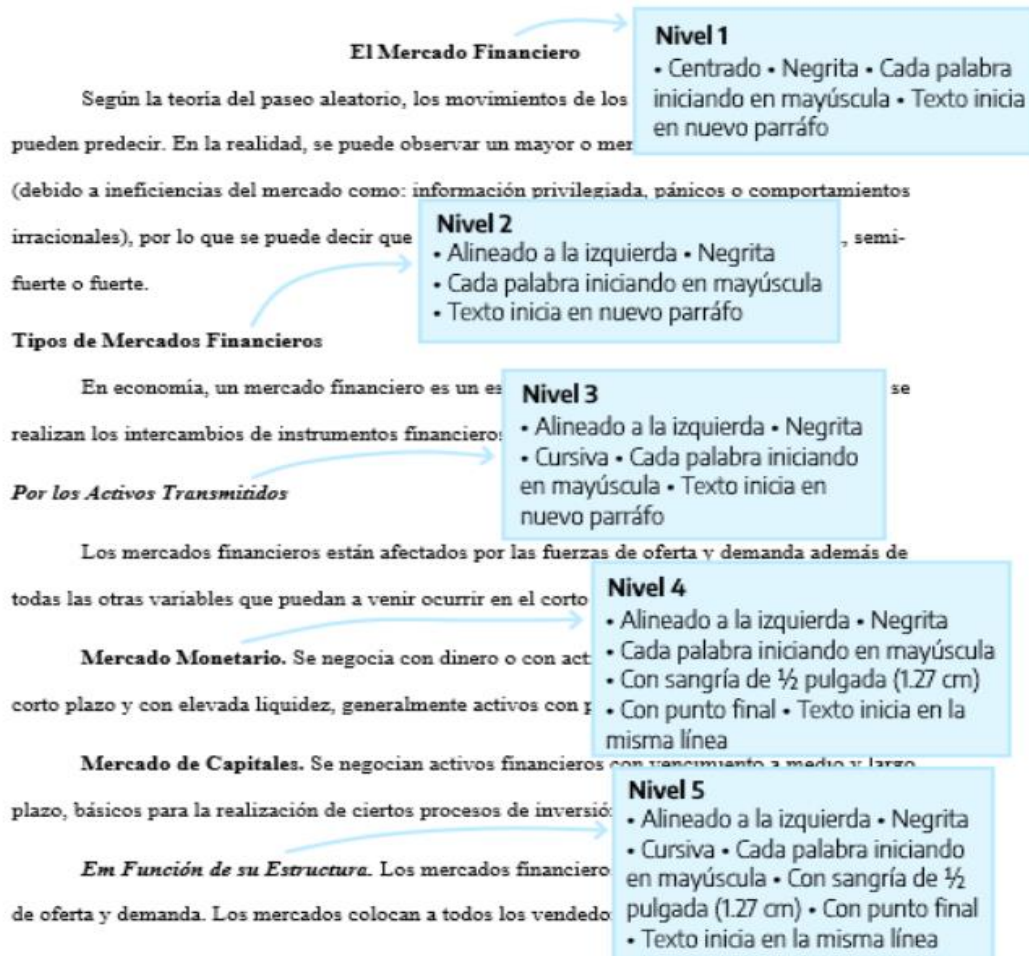 El Mercado Financiero
Nivel 1
• Centrado • Negrita • Cada palabra
iniciando en mayúscula • Texto inicia
en nuevo parráfo
Según la teoría del paseo aleatorio, los movimientos de los
pueden predecir. En la realidad, se puede observar un mayor o mer
(debido a ineficiencias del mercado como: información privilegiada, pánicos o comportamientos
irracionales), por lo que se puede decir que , semi-
fuerte o fuerte.
Nivel 2
• Alineado a la izquierda • Negrita
• Cada palabra iniciando en mayúscula
• Texto inicia en nuevo parráfo
Tipos de Mercados Financieros
En economía, un mercado financiero es un es se
realizan los intercambios de instrumentos financieros
Nivel 3
• Alineado a la izquierda • Negrita
• Cursiva • Cada palabra iniciando
en mayúscula • Texto inicia en
nuevo parráfo
Por los Activos Transmitidos
Los mercados financieros están afectados por las fuerzas de oferta y demanda además de
todas las otras variables que puedan a venir ocurrir en el corto
Nivel 4
• Alineado a la izquierda • Negrita
• Cada palabra iniciando en mayúscula
• Con sangría de ½ pulgada (1.27 cm)
• Con punto final • Texto inicia en la
misma línea
Mercado Monetario. Se negocia con dinero o con act
corto plazo y con elevada liquidez, generalmente activos con p
Mercado de Capitales. Se negocian activos financieros con vencimiento a medio y largo
plazo, básicos para la realización de ciertos procesos de inversió
Nivel 5
• Alineado a la izquierda • Negrita
• Cursiva • Cada palabra iniciando
en mayúscula • Con sangría de ½
pulgada (1.27 cm) • Con punto final
• Texto inicia en la misma línea
Em Función de su Estructura. Los mercados financiero
de oferta y demanda. Los mercados colocan a todos los vendedo